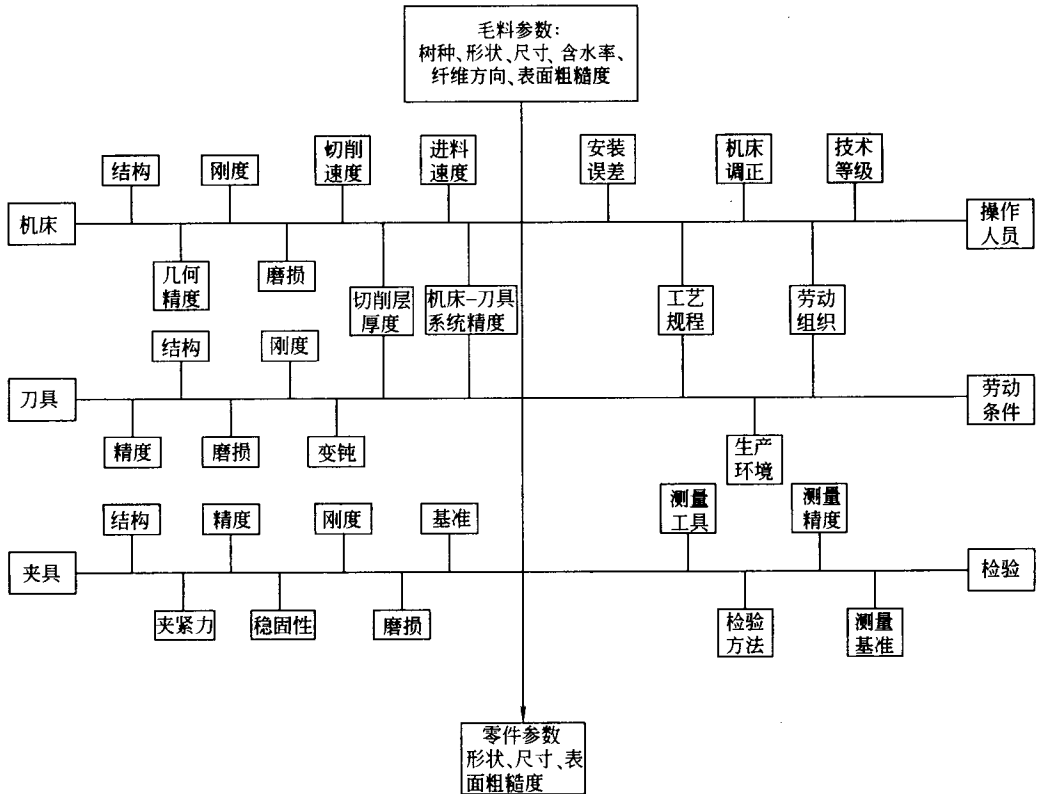 毛料参数:
树种、形状、尺寸、含水率、
纤维方向、表面粗糙度
结构
刚度
切削
速度
进料
速度
安装
误差
机床
调正
技术
等级
机床
操作
人员
几何
精度
磨损
切削层
厚度
机床-刀具
系统精度
工艺
规程
劳动
组织
结构
刚度
刀具
劳动
条件
精度
磨损
变钝
生产
环境
结构
精度
刚度
基准
测量
工具
测量
精度
夹具
检验
夹紧力
稳固性
磨损
检验
方法
测量
基准
零件参数
形状、尺寸、表
面粗糙度